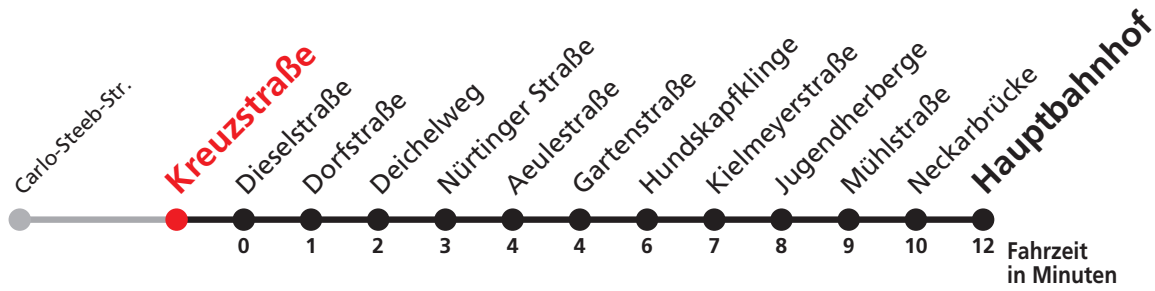 Carlo-Steeb-Str.
Kreuzstraße
Dieselstraße
Dorfstraße
Deichelweg
Nürtinger Straße
Aeulestraße
Gartenstraße
Hundskapfklinge
Kielmeyerstraße
Jugendherberge
Mühlstraße
Neckarbrücke
Hauptbahnhof
0 1 2 3 4 4 6 7 8 9 10 12
Fahrzeit
in Minuten